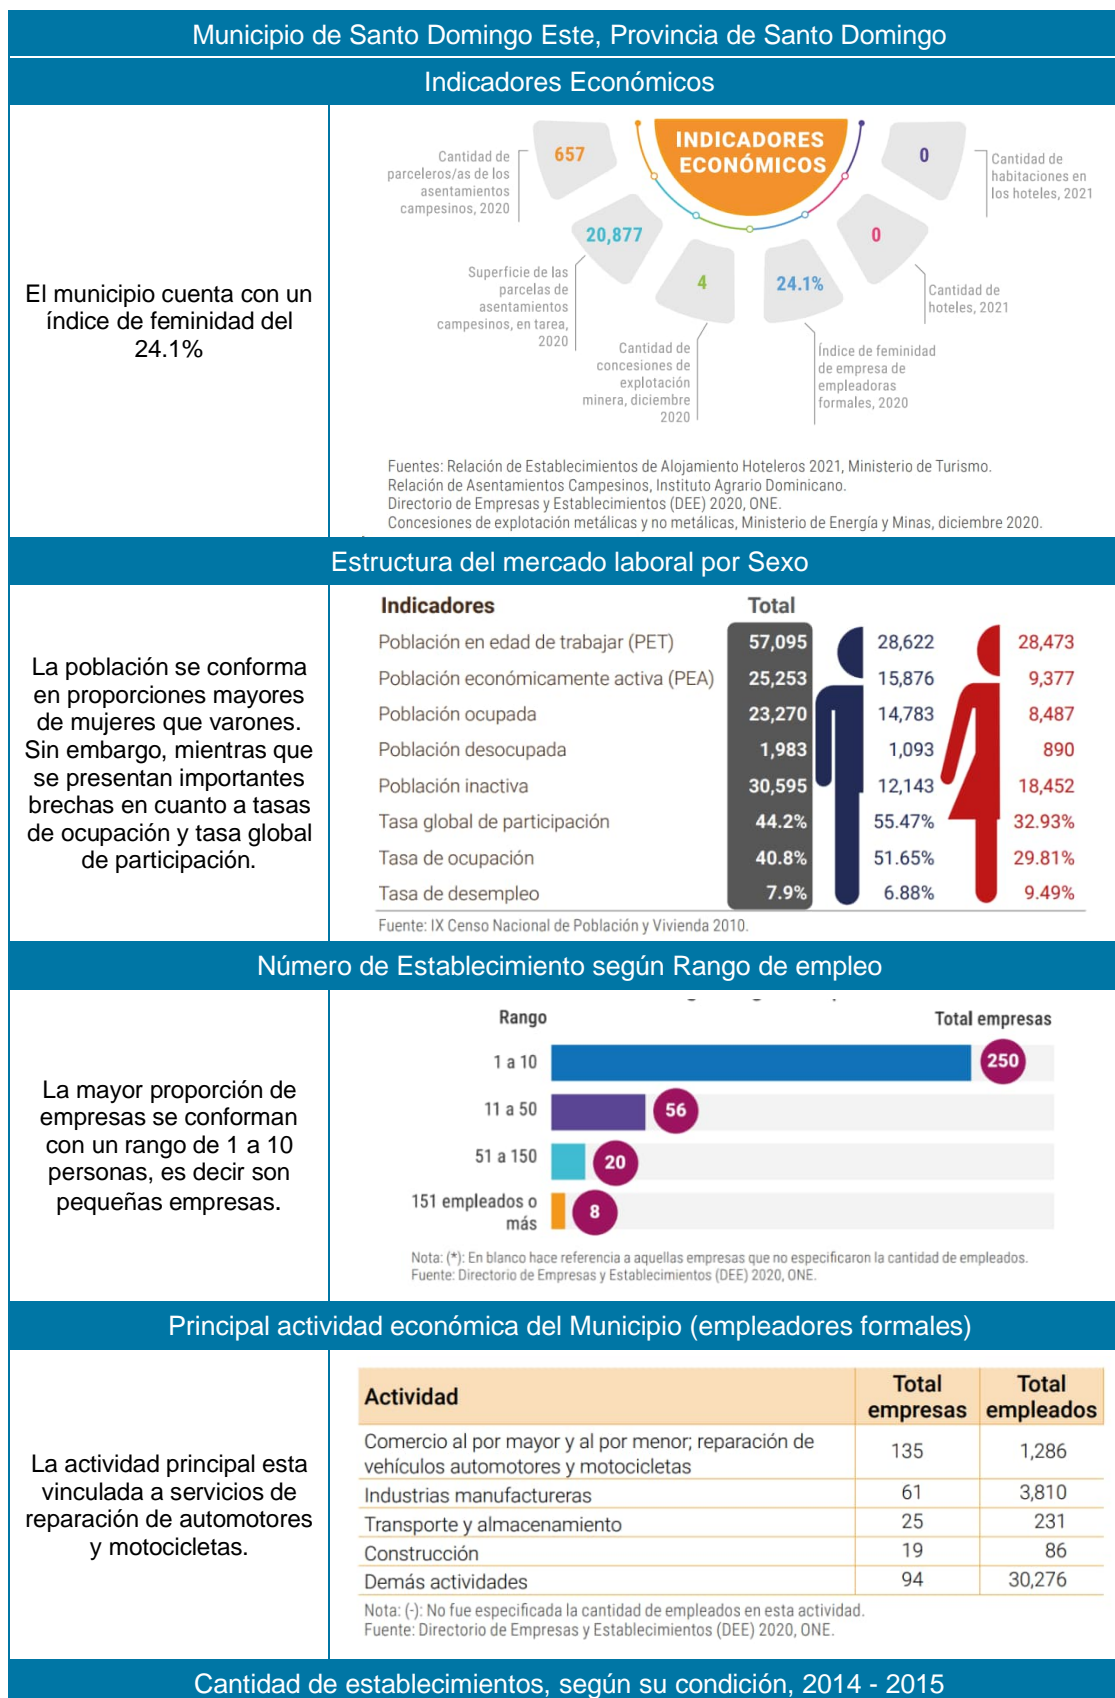 Municipio de Santo Domingo Este, Provincia de Santo Domingo
Indicadores Económicos
El municipio cuenta con un
índice de feminidad del
24.1%
INDICADORES
ECONÓMICOS
657
Cantidad de
parceleros/as de los
asentamientos
campesinos, 2020
20,877
Superficie de las
parcelas de
asentamientos
campesinos, en tarea,
2020
4
Cantidad de
concesiones de
explotación
minera, diciembre
2020
24.1%
Índice de feminidad
de empresa de
empleadoras
formales, 2020
0
Cantidad de
hoteles, 2021
0
Cantidad de
habitaciones en
los hoteles, 2021
Fuentes: Relación de Establecimientos de Alojamiento Hoteleros 2021, Ministerio de Turismo.
Relación de Asentamientos Campesinos, Instituto Agrario Dominicano.
Directorio de Empresas y Establecimientos (DEE) 2020, ONE.
Concesiones de explotación metálicas y no metálicas, Ministerio de Energía y Minas, diciembre 2020.
Estructura del mercado laboral por Sexo
La población se conforma
en proporciones mayores
de mujeres que varones.
Sin embargo, mientras que
se presentan importantes
brechas en cuanto a tasas
de ocupación y tasa global
de participación.
Indicadores Total
Población en edad de trabajar (PET) 57,095 28,622 28,473
Población económicamente activa (PEA) 25,253 15,876 9,377
Población ocupada 23,270 14,783 8,487
Población desocupada 1,983 1,093 890
Población inactiva 30,595 12,143 18,452
Tasa global de participación 44.2% 55.47% 32.93%
Tasa de ocupación 40.8% 51.65% 29.81%
Tasa de desempleo 7.9% 6.88% 9.49%
Fuente: IX Censo Nacional de Población y Vivienda 2010.
Número de Establecimiento según Rango de empleo
La mayor proporción de
empresas se conforman
con un rango de 1 a 10
personas, es decir son
pequeñas empresas.
Rango Total empresas
1 a 10 250
11 a 50 56
51 a 150 20
151 empleados o
más 8
Nota: (*): En blanco hace referencia a aquellas empresas que no especificaron la cantidad de empleados.
Fuente: Directorio de Empresas y Establecimientos (DEE) 2020, ONE.
Principal actividad económica del Municipio (empleadores formales)
La actividad principal esta
vinculada a servicios de
reparación de automotores
y motocicletas.
Actividad Total empresas Total empleados
Comercio al por mayor y al por menor; reparación de
vehículos automotores y motocicletas 135 1,286
Industrias manufactureras 61 3,810
Transporte y almacenamiento 25 231
Construcción 19 86
Demás actividades 94 30,276
Nota: (-): No fue especificada la cantidad de empleados en esta actividad.
Fuente: Directorio de Empresas y Establecimientos (DEE) 2020, ONE.
Cantidad de establecimientos, según su condición, 2014 - 2015